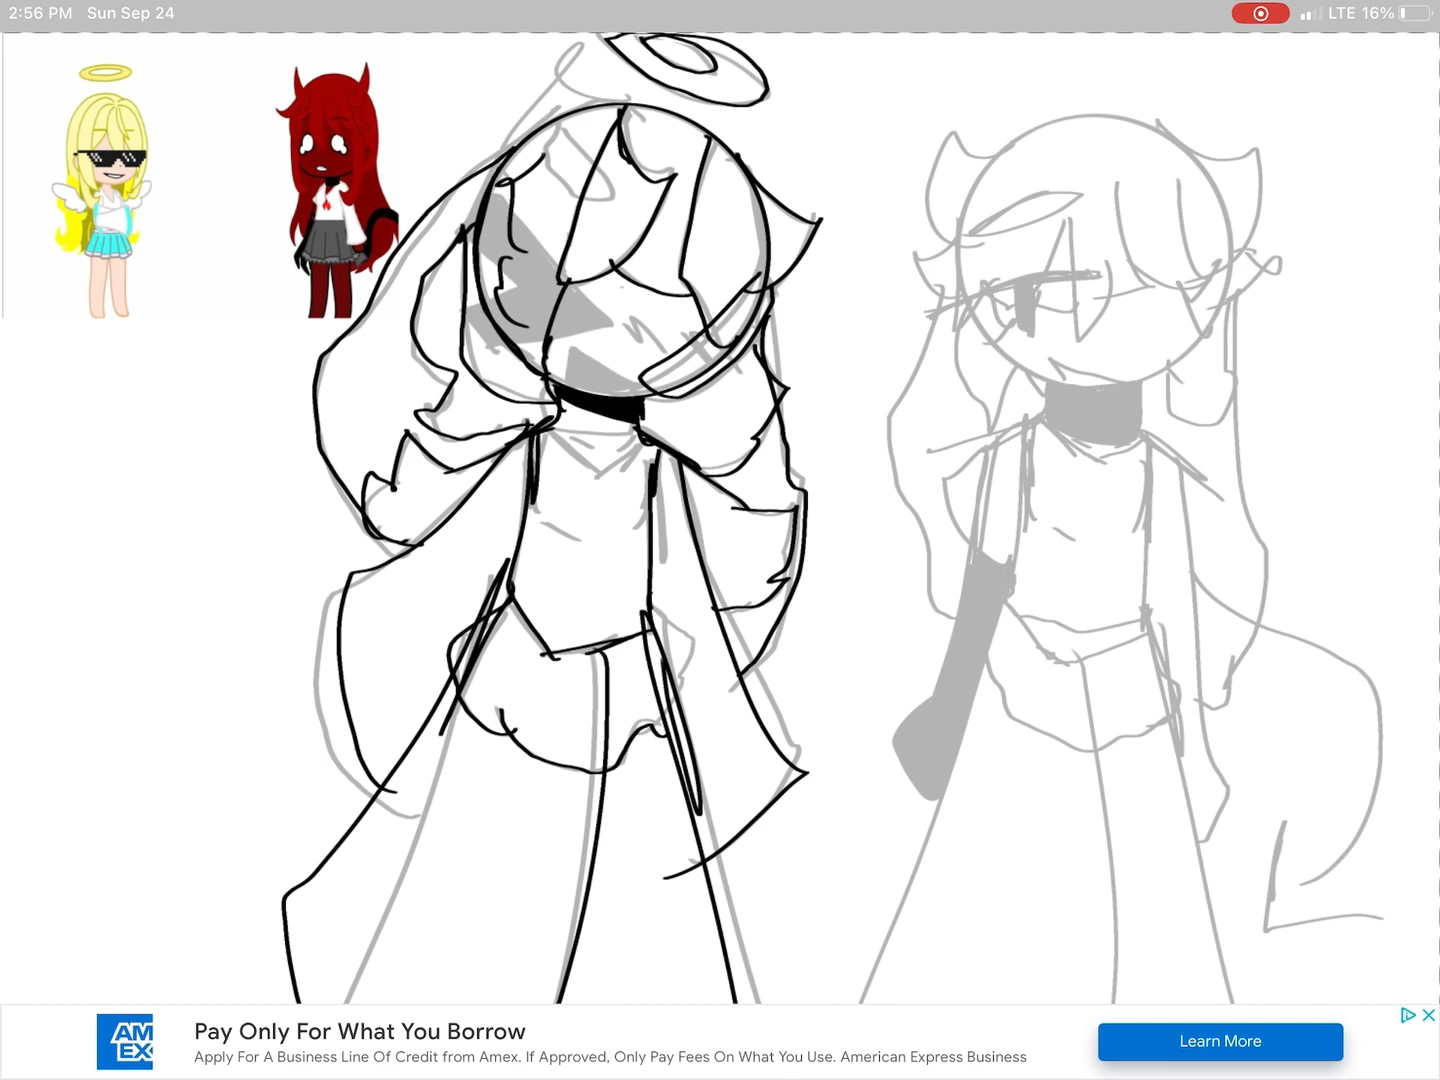 2:56 PM Sun Sep 24
LTE 16%
AM
EX
Pay Only For What You Borrow
Apply For A Business Line Of Credit from Amex. If Approved, Only Pay Fees On What You Use. American Express Business
Learn More